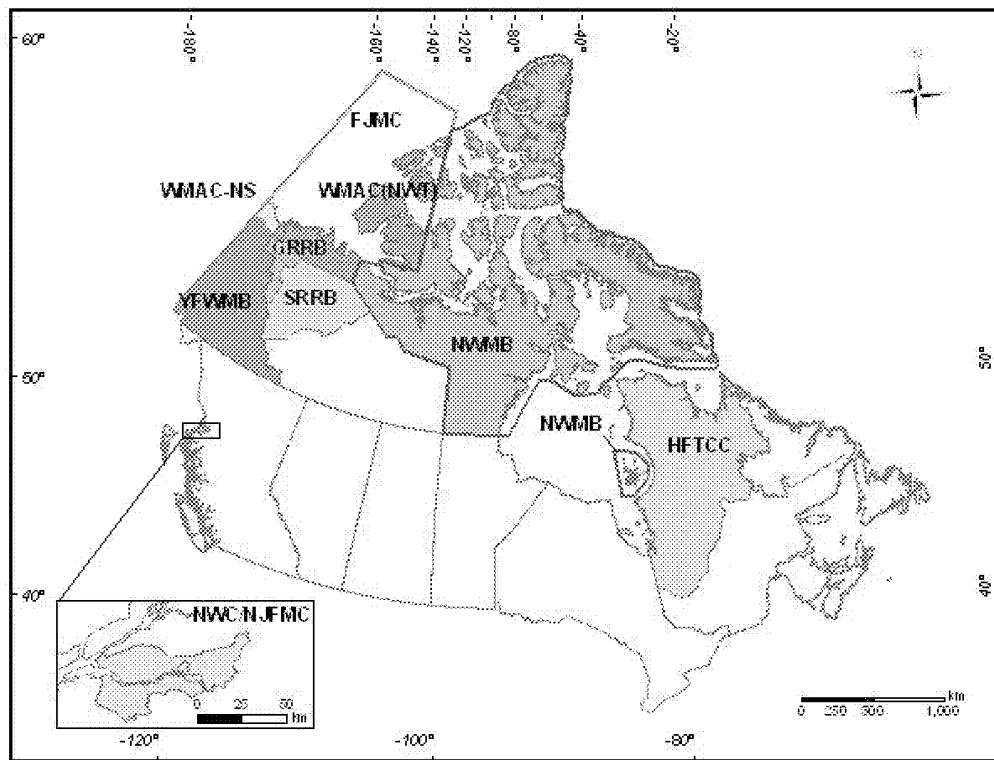 -180° -160° -140° -120° -80° -40° -20°
60°
FJMC
WMAC-NS WMAC(NWT)
GRRB
YFWMB SRRB
NWMB
50° 50°
NWMB
HFTCC
40° 40°
NWC/NJFMC
0 25 50
km
km
0 250 500 1,000
-120° -100° -80°